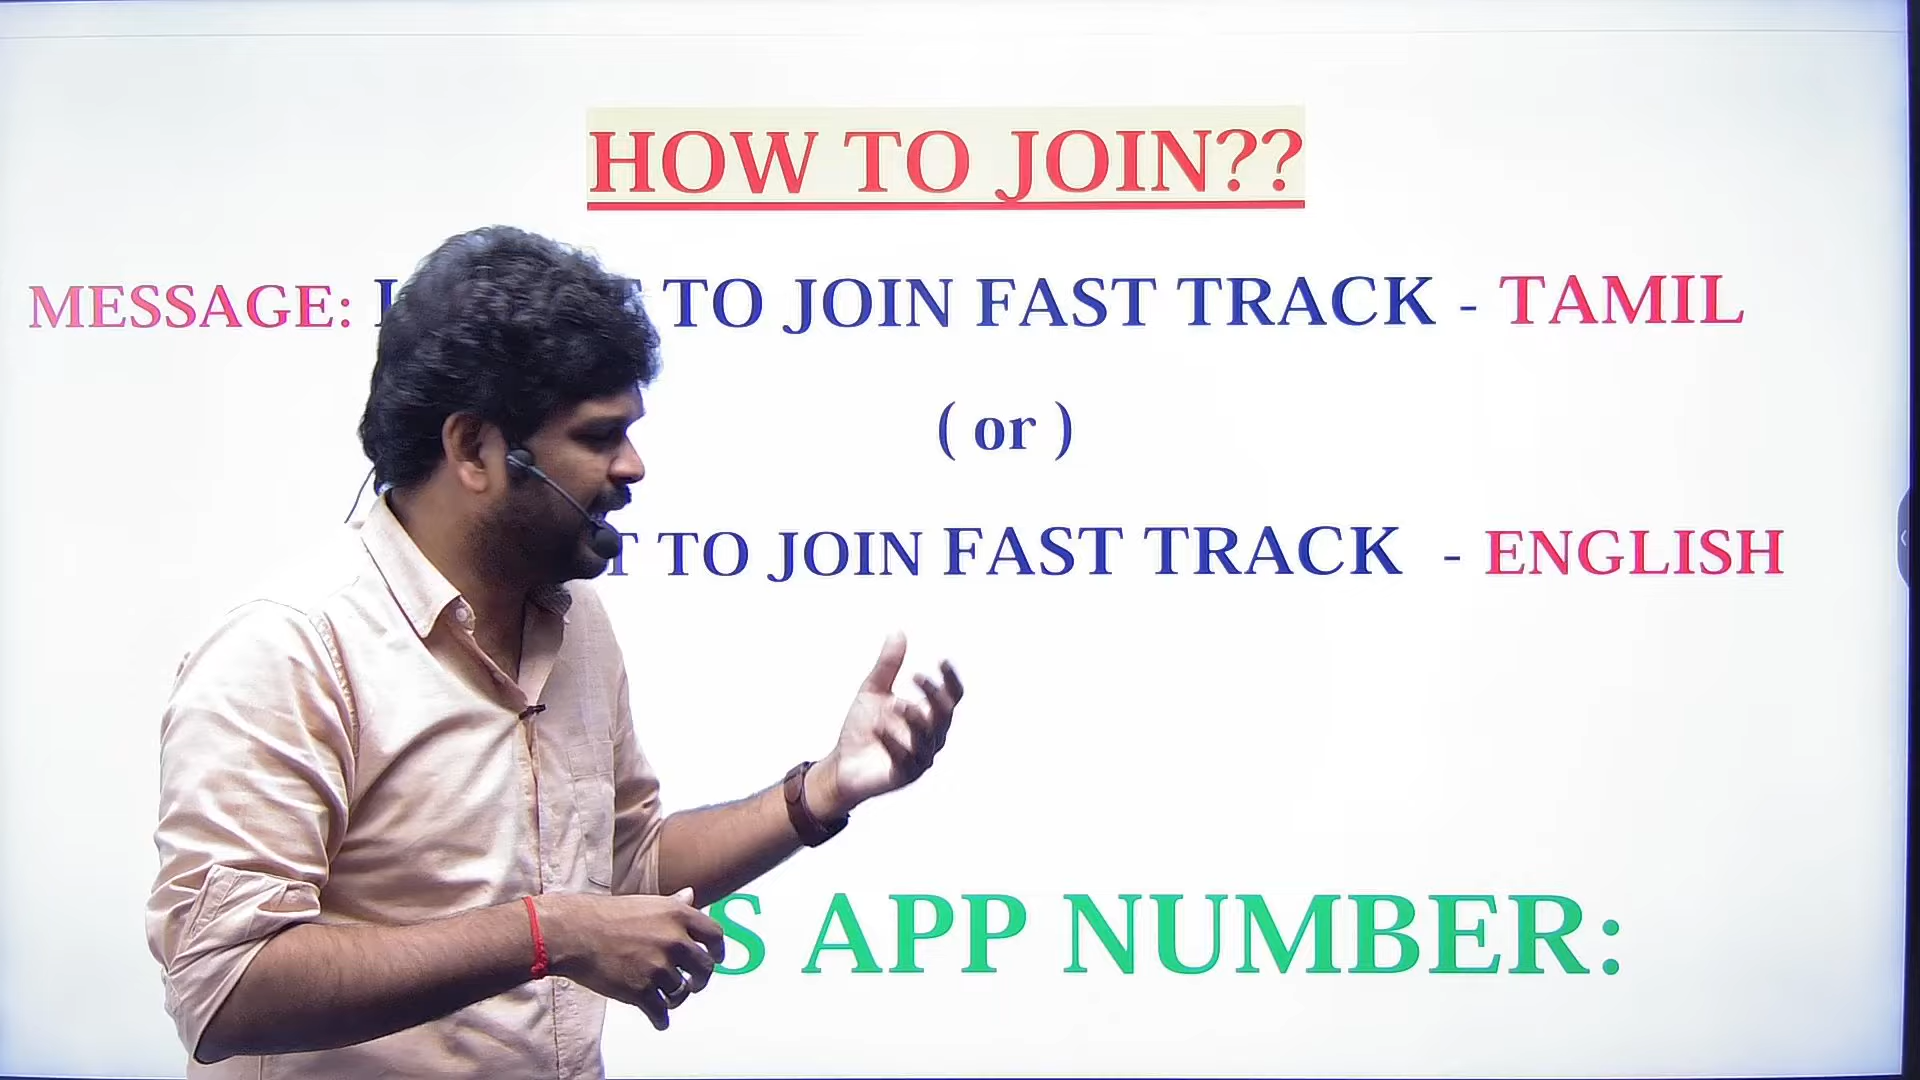 HOW TO JOIN??
MESSAGE: I TO JOIN FAST TRACK - TAMIL
( or )
TO JOIN FAST TRACK - ENGLISH
APP NUMBER: